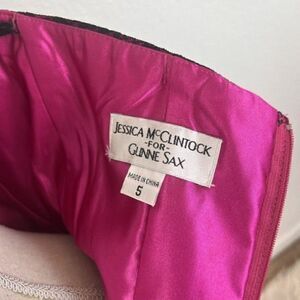 JESSICA McCLINTOCK
-FOR-
GUNNE SAX
MADE IN CHINA
5